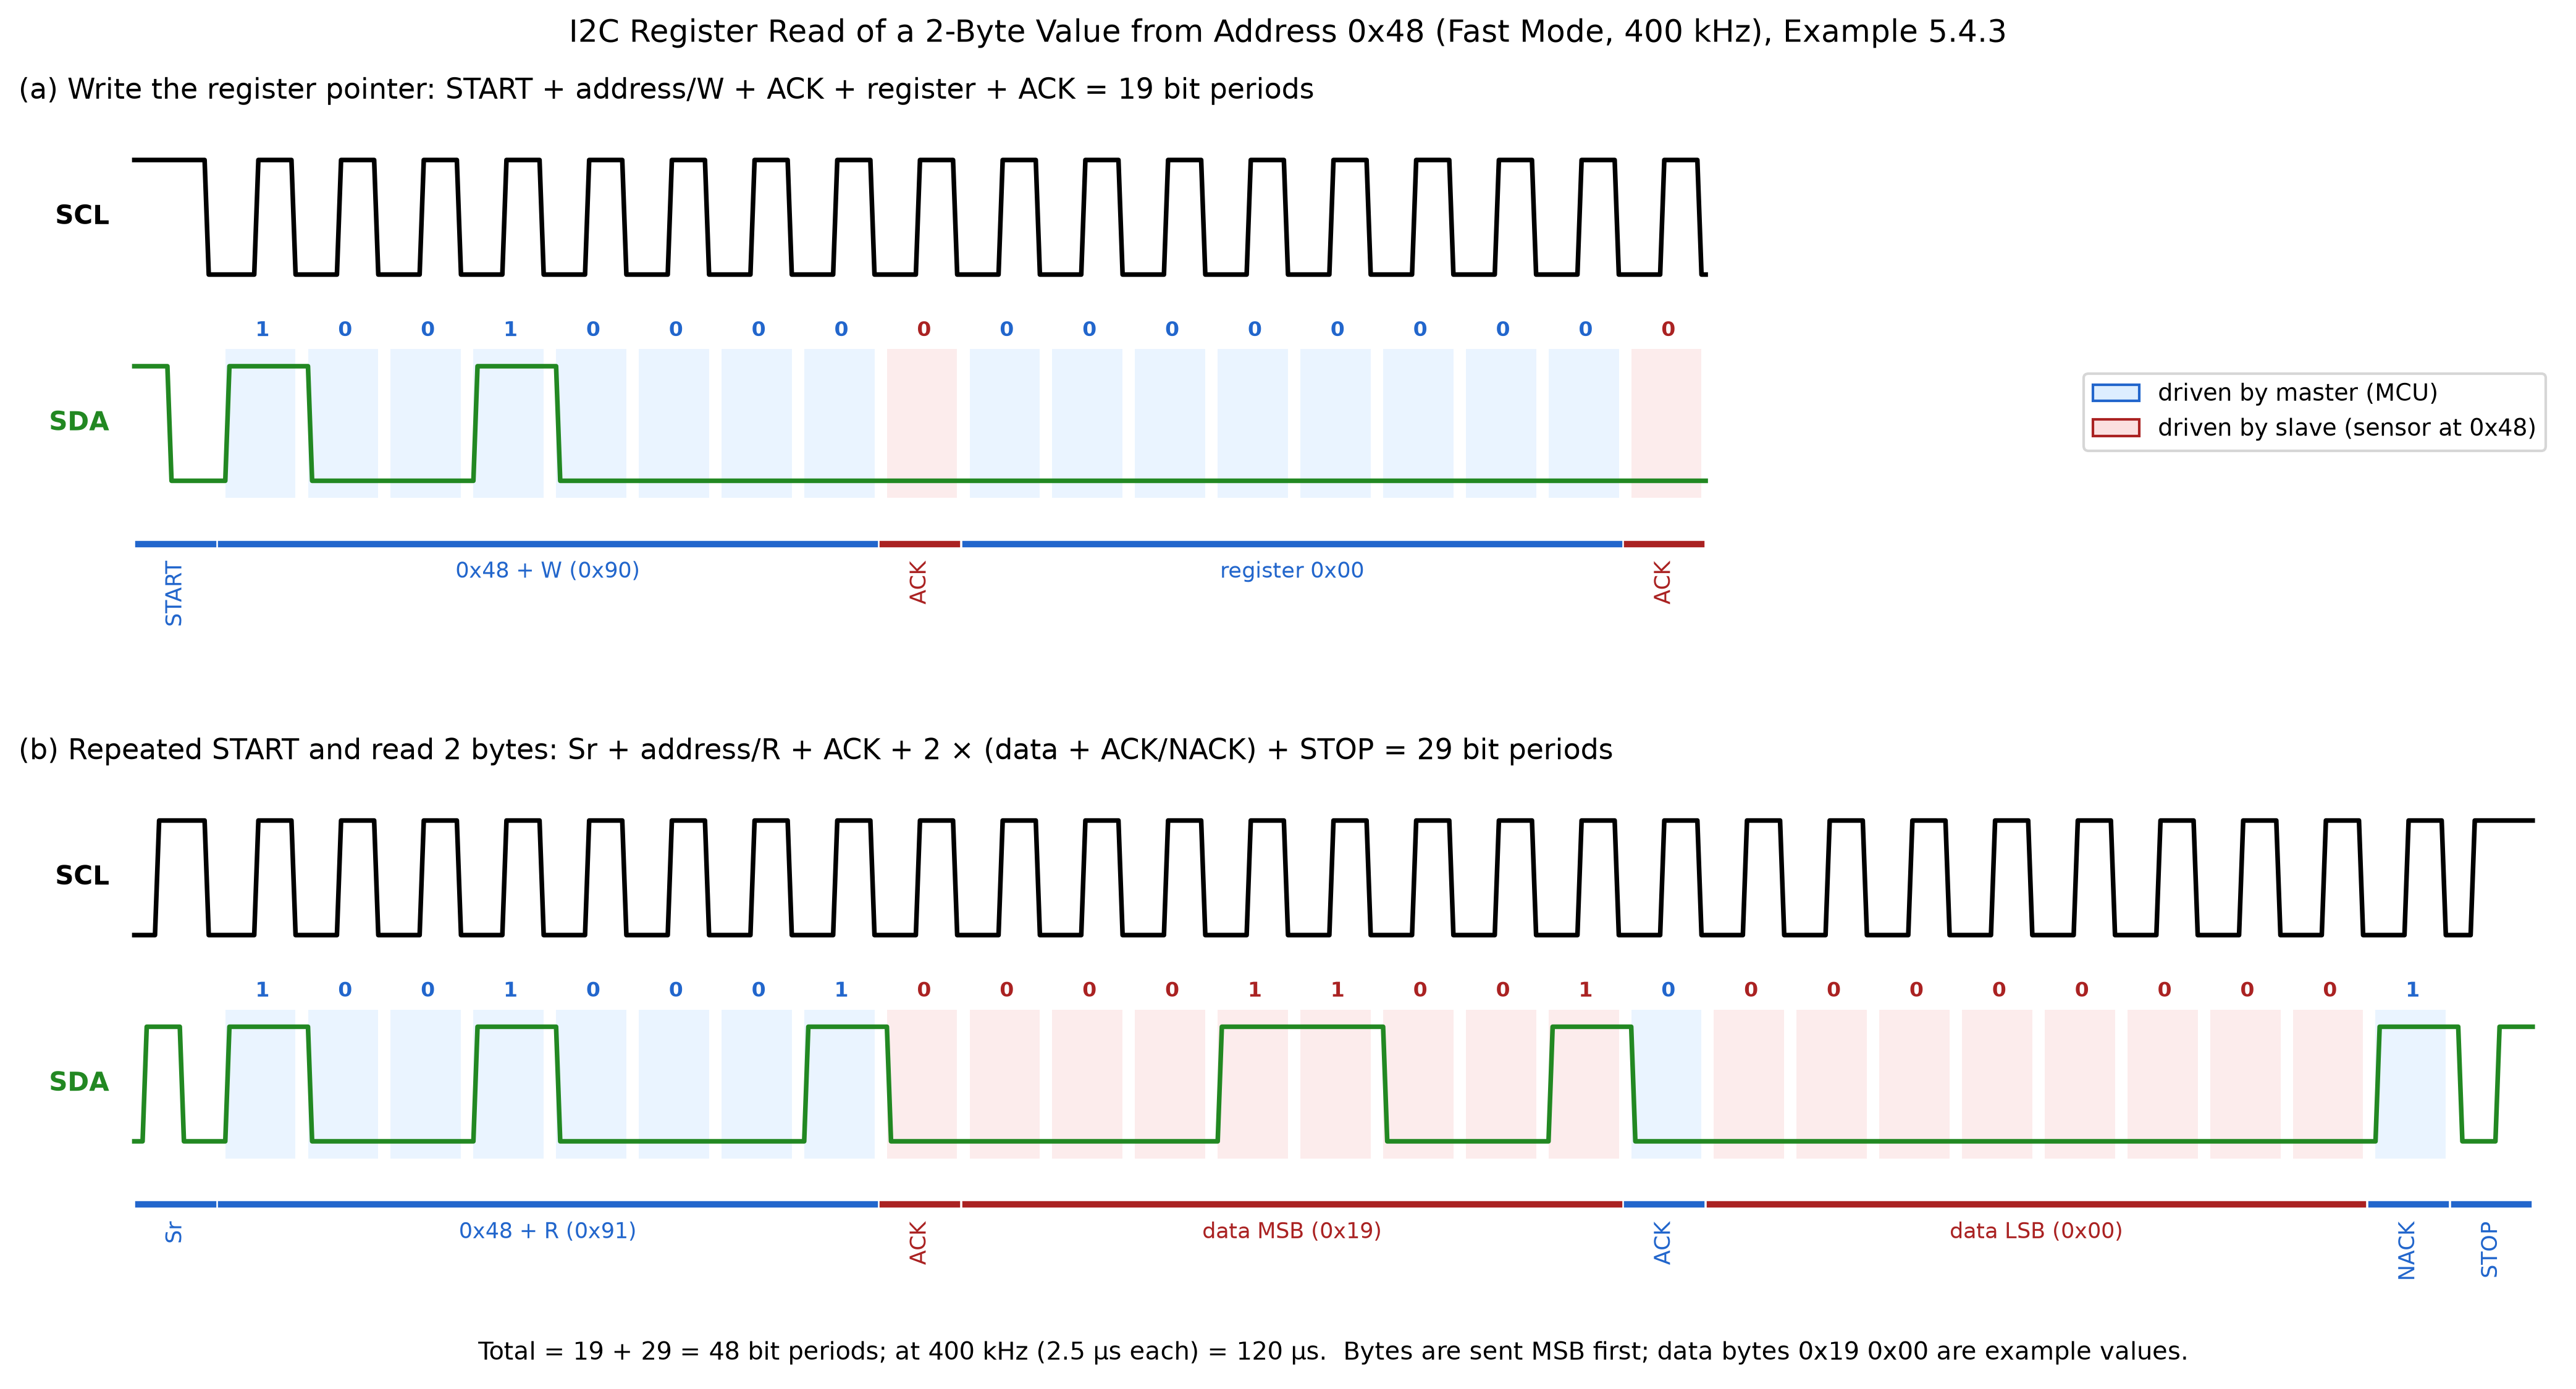 I2C Register Read of a 2-Byte Value from Address 0x48 (Fast Mode, 400 kHz), Example 5.4.3
(a) Write the register pointer: START + address/W + ACK + register + ACK = 19 bit periods
SCL
1 0 0 1 0 0 0 0 0 0 0 0 0 0 0 0 0 0
SDA
driven by master (MCU)
driven by slave (sensor at 0x48)
START 0x48 + W (0x90) ACK register 0x00 ACK
(b) Repeated START and read 2 bytes: Sr + address/R + ACK + 2 × (data + ACK/NACK) + STOP = 29 bit periods
SCL
1 0 0 1 0 0 0 1 0 0 0 0 1 1 0 0 1 0 0 0 0 0 0 0 0 0 1
SDA
Sr 0x48 + R (0x91) ACK data MSB (0x19) ACK data LSB (0x00) NACK STOP
Total = 19 + 29 = 48 bit periods; at 400 kHz (2.5 µs each) = 120 µs. Bytes are sent MSB first; data bytes 0x19 0x00 are example values.